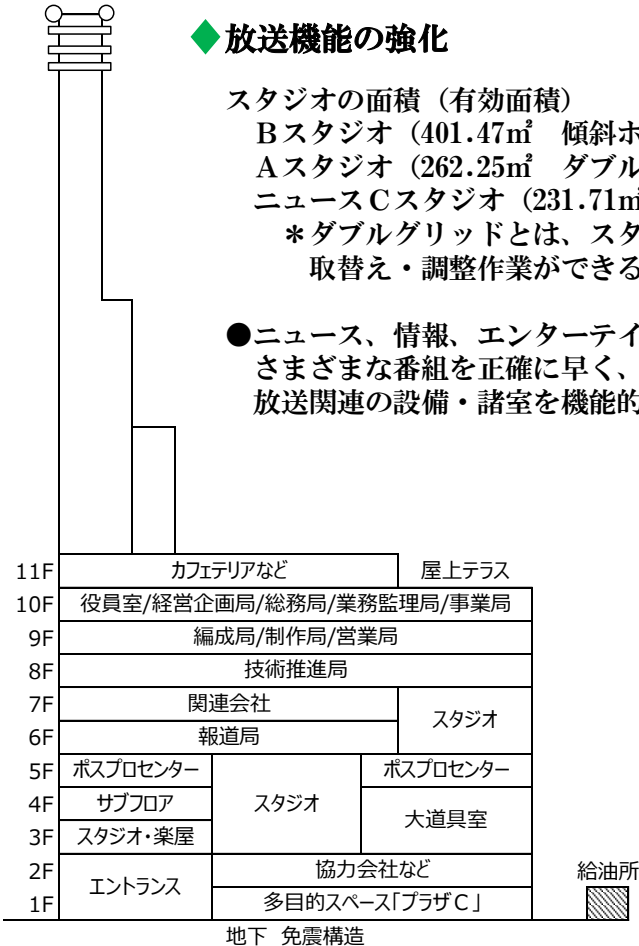 ◆放送機能の強化
スタジオの面積（有効面積）
Bスタジオ（401.47㎡　傾斜ホ
Aスタジオ（262.25㎡　ダブル
ニュースCスタジオ（231.71㎡
＊ダブルグリッドとは、スタ
取替え・調整作業ができる
●ニュース、情報、エンターテイ
さまざまな番組を正確に早く、
放送関連の設備・諸室を機能的
11F カフェテリアなど 屋上テラス
10F 役員室/経営企画局/総務局/業務監理局/事業局
9F 編成局/制作局/営業局
8F 技術推進局
7F 関連会社
スタジオ
6F 報道局
5F ポスプロセンター ポスプロセンター
4F サブフロア スタジオ
大道具室
3F スタジオ・楽屋
2F 協力会社など 給油所
エントランス
1F 多目的スペース「プラザC」
地下 免震構造